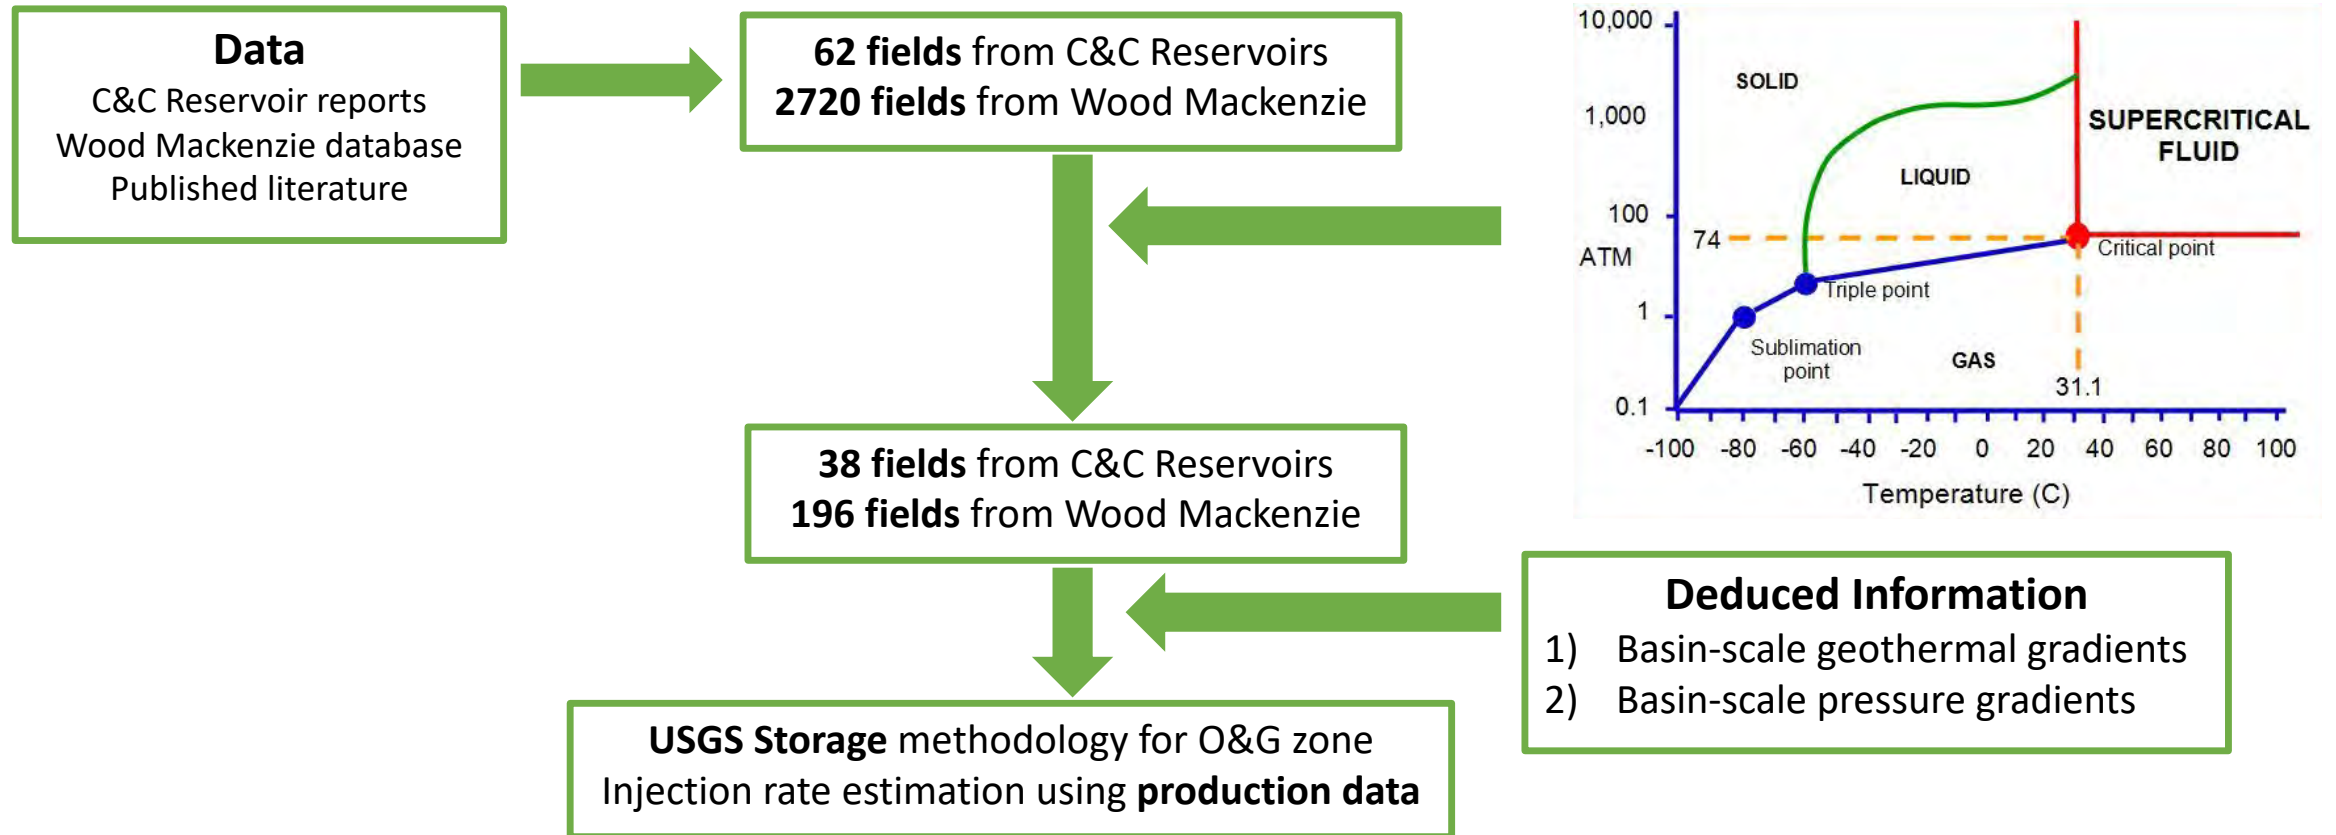 Data
C&C Reservoir reports
Wood Mackenzie database
Published literature
62 fields from C&C Reservoirs
2720 fields from Wood Mackenzie
10,000
1,000
100
74
ATM
1
0.1
SOLID
LIQUID
SUPERCRITICAL
FLUID
Critical point
Triple point
Sublimation
point
GAS
31.1
-100 -80 -60 -40 -20 0 20 40 60 80 100
Temperature (C)
38 fields from C&C Reservoirs
196 fields from Wood Mackenzie
Deduced Information
1) Basin-scale geothermal gradients
2) Basin-scale pressure gradients
USGS Storage methodology for O&G zone
Injection rate estimation using production data